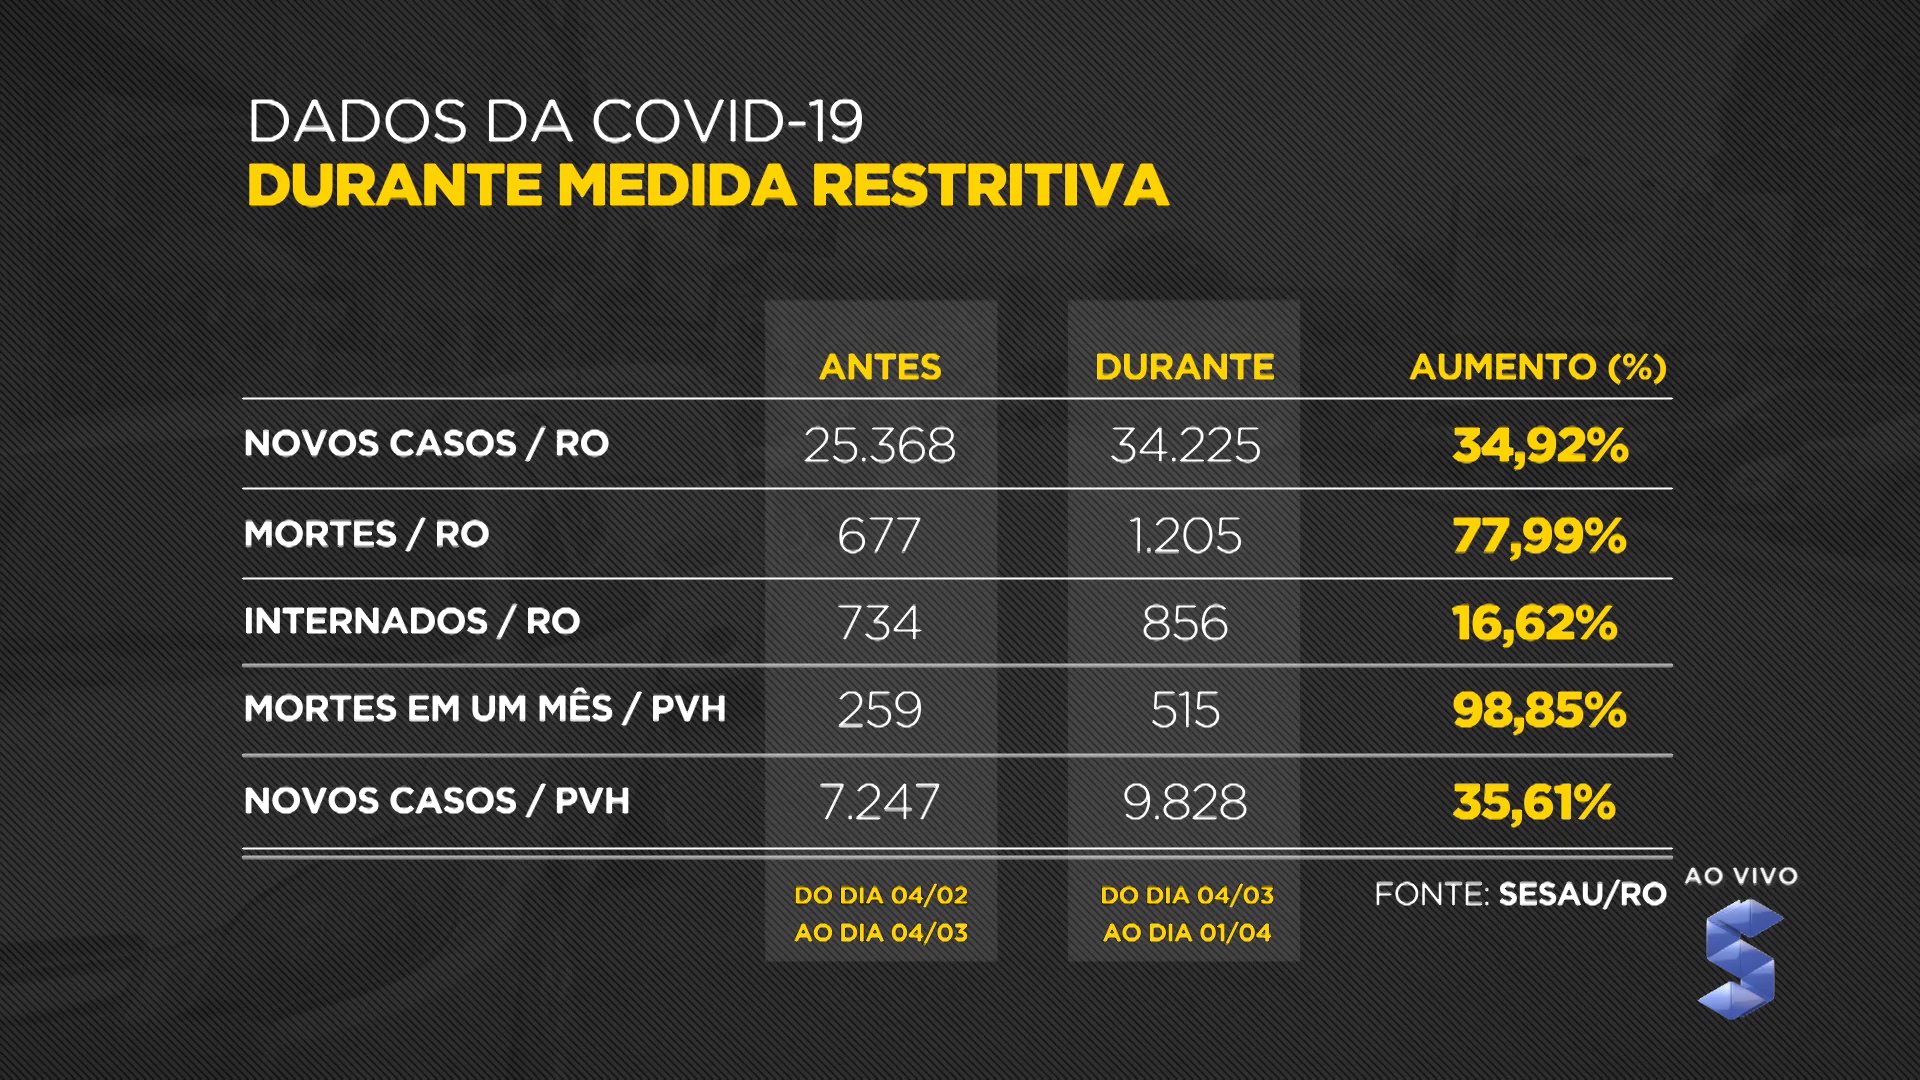 DADOS DA COVID-19
DURANTE MEDIDA RESTRITIVA
ANTES DURANTE AUMENTO (%)
NOVOS CASOS / RO 25.368 34.225 34,92%
MORTES / RO 677 1.205 77,99%
INTERNADOS / RO 734 856 16,62%
MORTES EM UM MÊS / PVH 259 515 98,85%
NOVOS CASOS / PVH 7.247 9.828 35,61%
DO DIA 04/02 DO DIA 04/03 FONTE: SESAU/RO AO VIVO
AO DIA 04/03 AO DIA 01/04